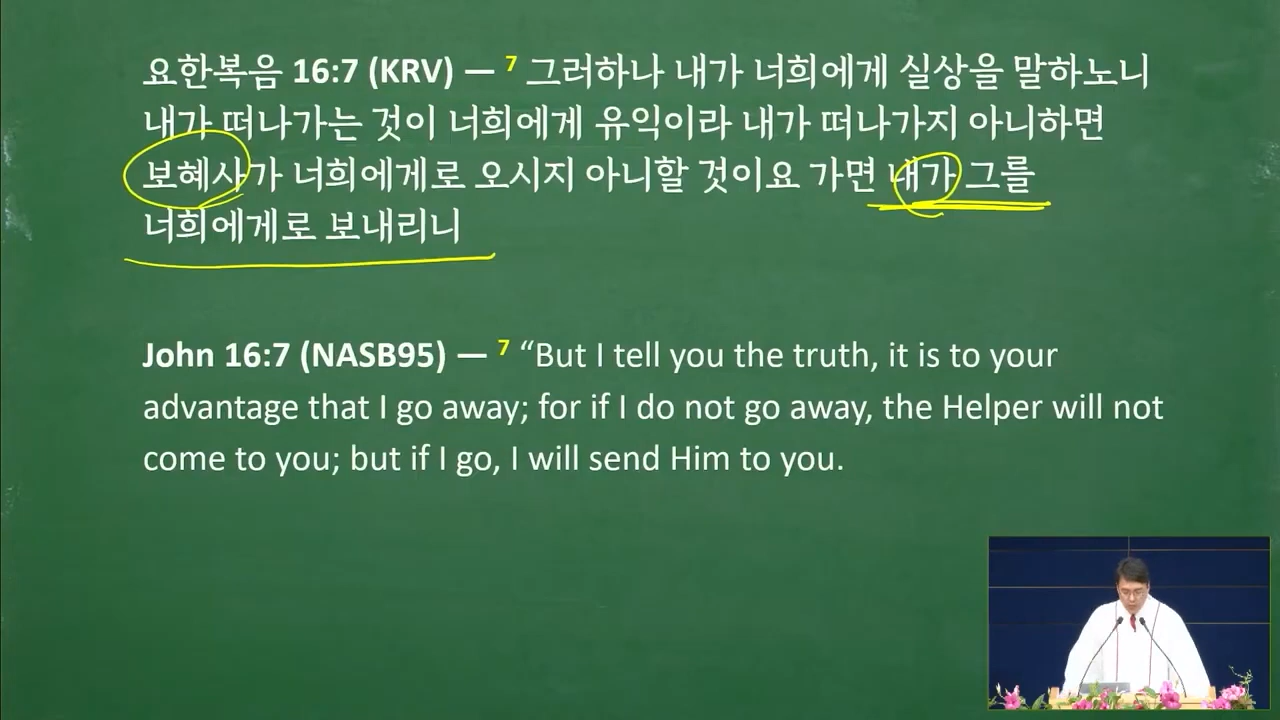 요한복음 16:7 (KRV) — 7 그러하나 내가 너희에게 실상을 말하노니
내가 떠나가는 것이 너희에게 유익이라 내가 떠나가지 아니하면
보혜사가 너희에게로 오시지 아니할 것이요 가면 내가 그를
너희에게로 보내리니
John 16:7 (NASB95) — 7 “But I tell you the truth, it is to your
advantage that I go away; for if I do not go away, the Helper will not
come to you; but if I go, I will send Him to you.